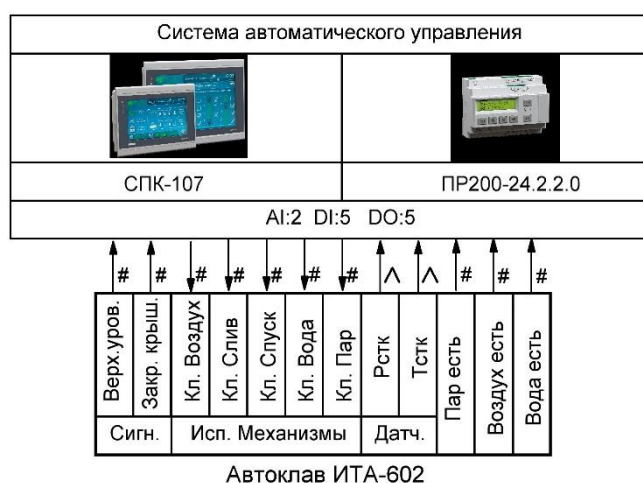 Система автоматического управления
СПК-107
ПР200-24.2.2.0
AI:2 DI:5 DO:5
# # # # # # # ^ ^ # # #
Верх.уров.
Закр. крыш.
Кл. Воздух
Кл. Слив
Кл. Спуск
Кл. Вода
Кл. Пар
Рстк
Тстк
Пар есть
Воздух есть
Вода есть
Сигн.
Исп. Механизмы
Датч.
Автоклав ИТА-602